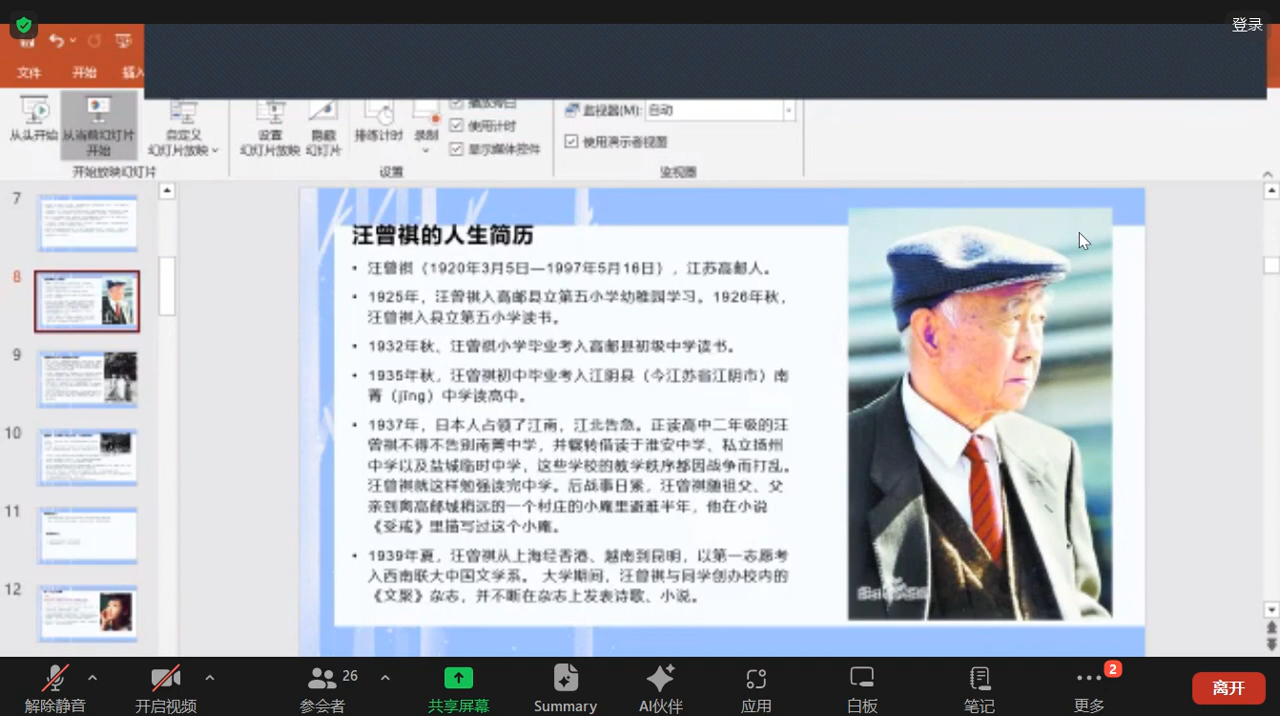 登录
文件
开始
插入
从头开始
从当前幻灯片
开始
自定义
幻灯片放映
设置
幻灯片放映
隐藏
幻灯片
排练计时
录制
播放旁白
使用计时
显示媒体控件
监视器(M):
自动
使用演示者视图
开始放映幻灯片
设置
监视器
7
8
9
10
11
12
汪曾祺的人生简历
• 汪曾祺（1920年3月5日—1997年5月16日），江苏高邮人。
• 1925年，汪曾祺入高邮县立第五小学幼稚园学习。1926年秋，
汪曾祺入县立第五小学读书。
• 1932年秋、汪曾祺小学毕业考入高邮县初级中学读书。
• 1935年秋，汪曾祺初中毕业考入江阴县（今江苏省江阴市）南
菁（jīng）中学读高中。
• 1937年，日本人占领了江南，江北告急。正读高中二年级的汪
曾祺不得不告别南菁中学，并辗转借读于淮安中学、私立扬州
中学以及盐城临时中学，这些学校的教学秩序都因战争而打乱。
汪曾祺就这样勉强读完中学。后战事日紧，汪曾祺随祖父、父
亲到离高邮城稍远的一个村庄的小庵里避难半年，他在小说
《受戒》里描写过这个小庵。
• 1939年夏，汪曾祺从上海经香港、越南到昆明，以第一志愿考
入西南联大中国文学系。 大学期间，汪曾祺与同学创办校内的
《文聚》杂志，并不断在杂志上发表诗歌、小说。
解除静音
开启视频
26
参会者
共享屏幕
Summary
AI伙伴
应用
白板
笔记
2
更多
离开